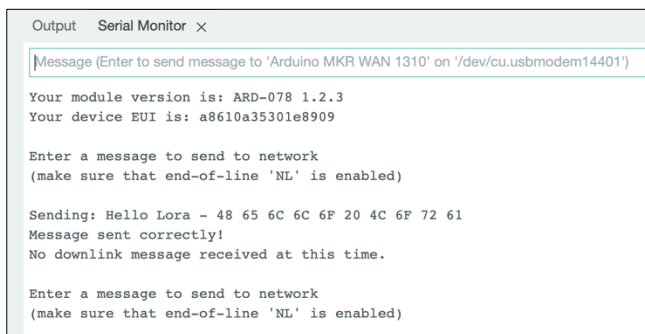 Output Serial Monitor ×
Message (Enter to send message to 'Arduino MKR WAN 1310' on '/dev/cu.usbmodem14401')
Your module version is: ARD-078 1.2.3
Your device EUI is: a8610a35301e8909
Enter a message to send to network
(make sure that end-of-line 'NL' is enabled)
Sending: Hello Lora - 48 65 6C 6C 6F 20 4C 6F 72 61
Message sent correctly!
No downlink message received at this time.
Enter a message to send to network
(make sure that end-of-line 'NL' is enabled)